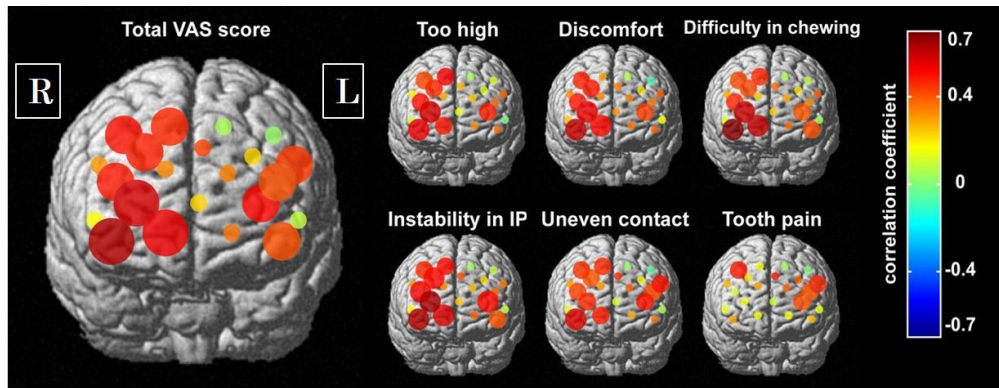 Total VAS score
R
L
Too high
Discomfort
Difficulty in chewing
Instability in IP
Uneven contact
Tooth pain
0.7
0.4
0
-0.4
-0.7
correlation coefficient